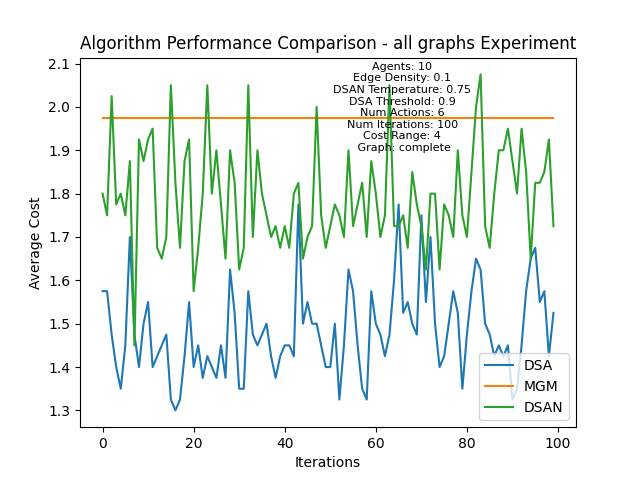 Algorithm Performance Comparison - all graphs Experiment
Agents: 10
Edge Density: 0.1
DSAN Temperature: 0.75
DSA Threshold: 0.9
Num Actions: 6
Num Iterations: 100
Cost Range: 4
Graph: complete
2.1
2.0
1.9
1.8
1.7
1.6
1.5
1.4
1.3
Average Cost
0
20
40
60
80
100
Iterations
DSA
MGM
DSAN